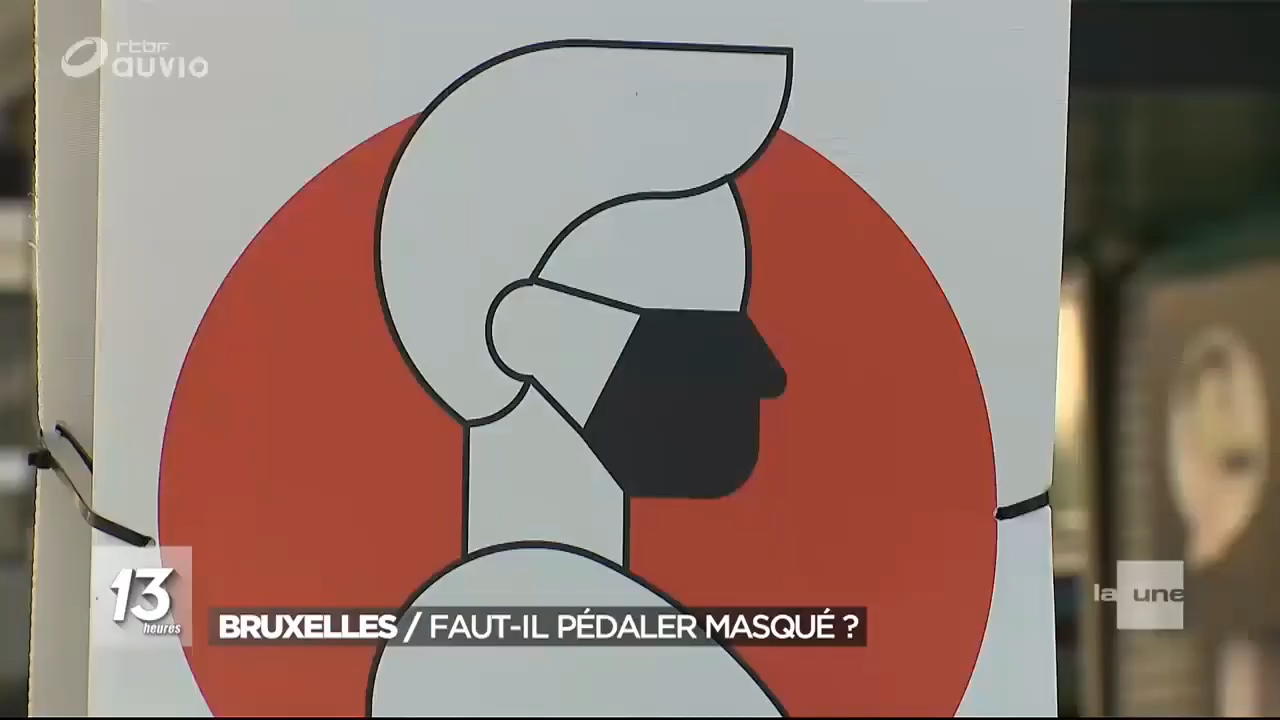 rtbf
auvio
13
heures
BRUXELLES / FAUT-IL PÉDALER MASQUÉ ?
la une